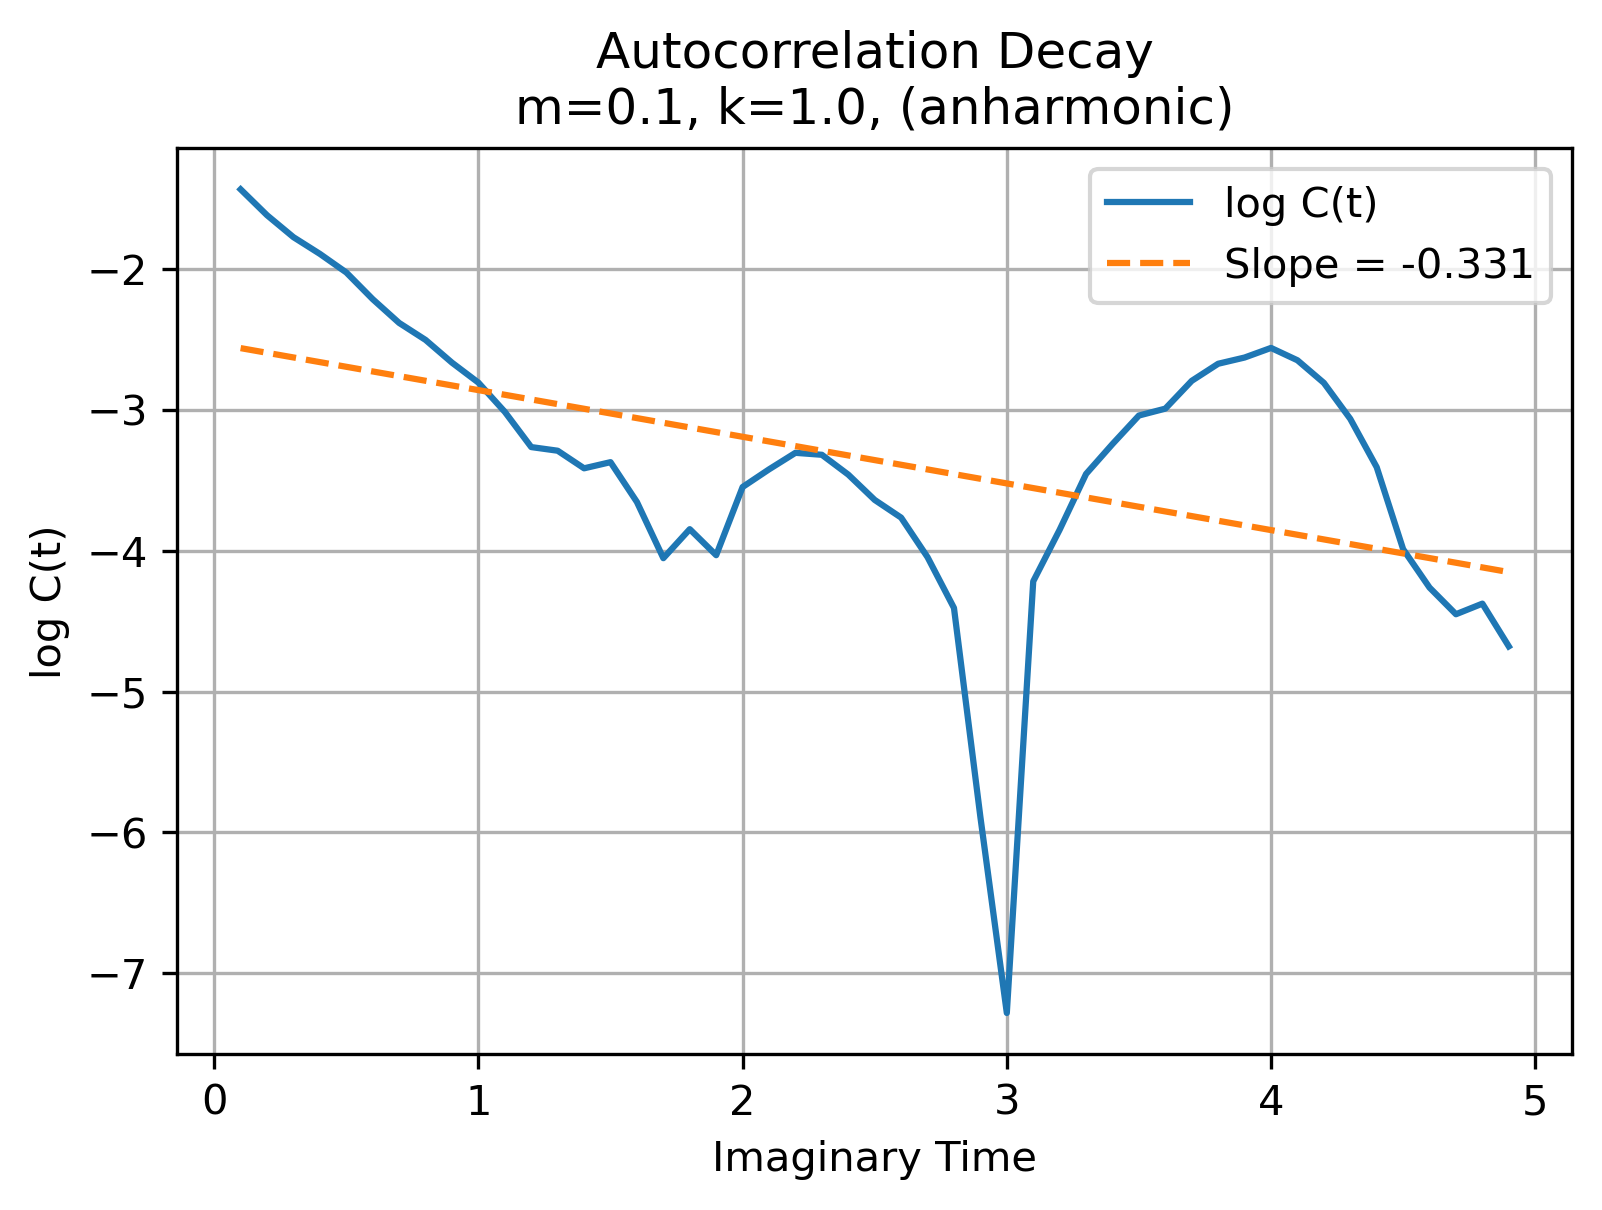 Autocorrelation Decay
m=0.1, k=1.0, (anharmonic)
log C(t)
Slope = -0.331
−2
−3
−4
−5
−6
−7
log C(t)
0 1 2 3 4 5
Imaginary Time